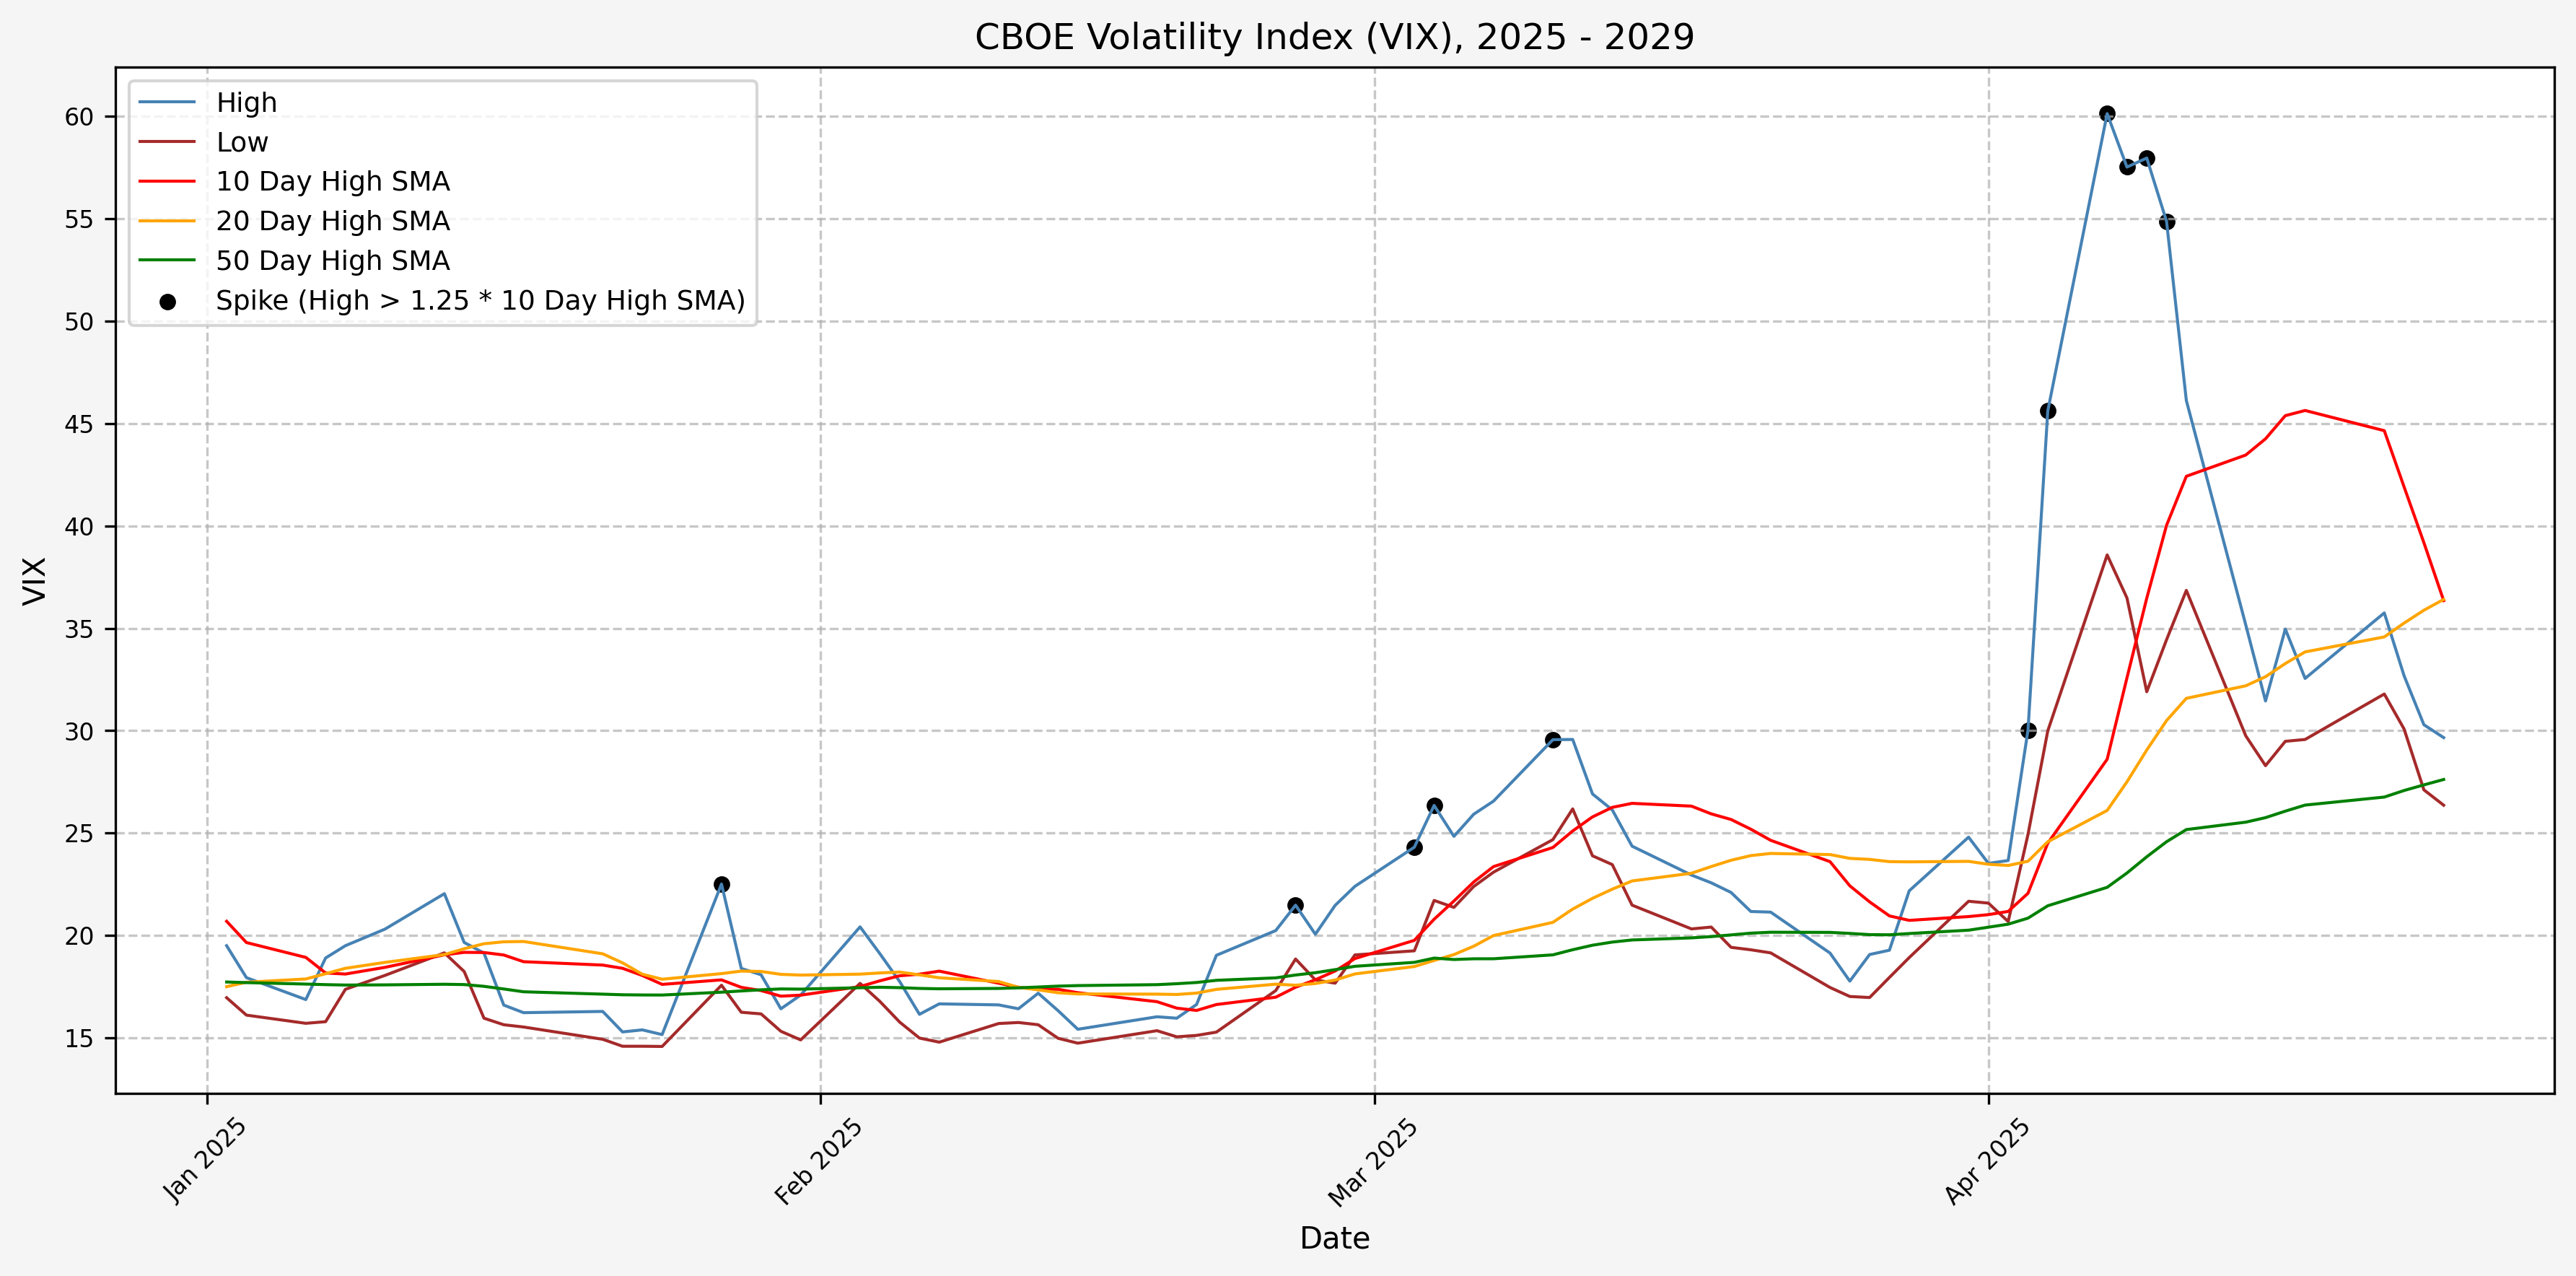 CBOE Volatility Index (VIX), 2025 - 2029
High
Low
10 Day High SMA
20 Day High SMA
50 Day High SMA
Spike (High > 1.25 * 10 Day High SMA)
VIX
60
55
50
45
40
35
30
25
20
15
Jan 2025
Feb 2025
Mar 2025
Apr 2025
Date